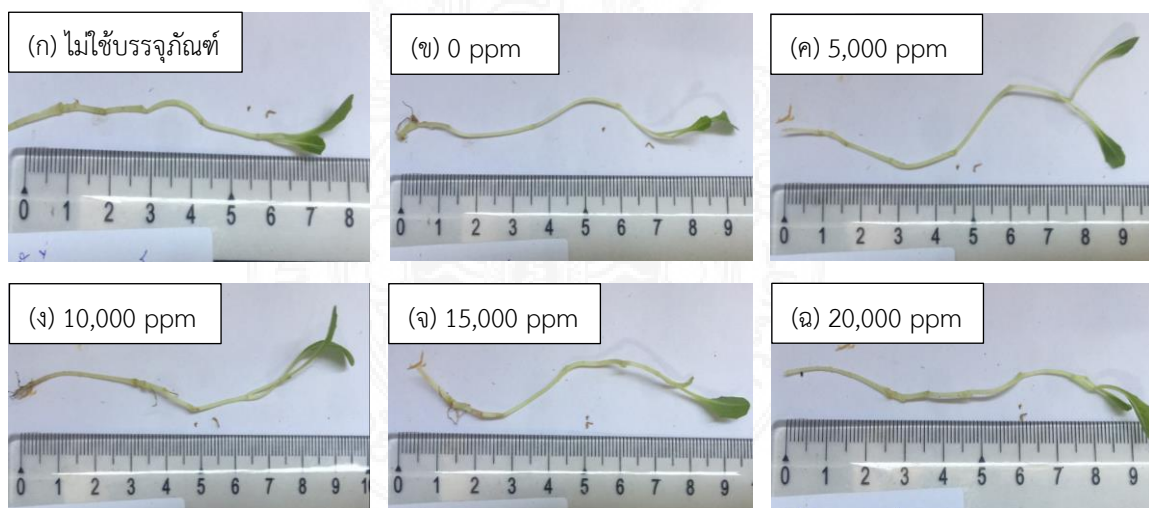 (ก) ไม่ใช้บรรจุภัณฑ์
(ข) 0 ppm
(ค) 5,000 ppm
0 1 2 3 4 5 6 7 8
0 1 2 3 4 5 6 7 8 9
0 1 2 3 4 5 6 7 8 9
(ง) 10,000 ppm
(จ) 15,000 ppm
(ฉ) 20,000 ppm
0 1 2 3 4 5 6 7 8 9
0 1 2 3 4 5 6 7 8 9
0 1 2 3 4 5 6 7 8 9